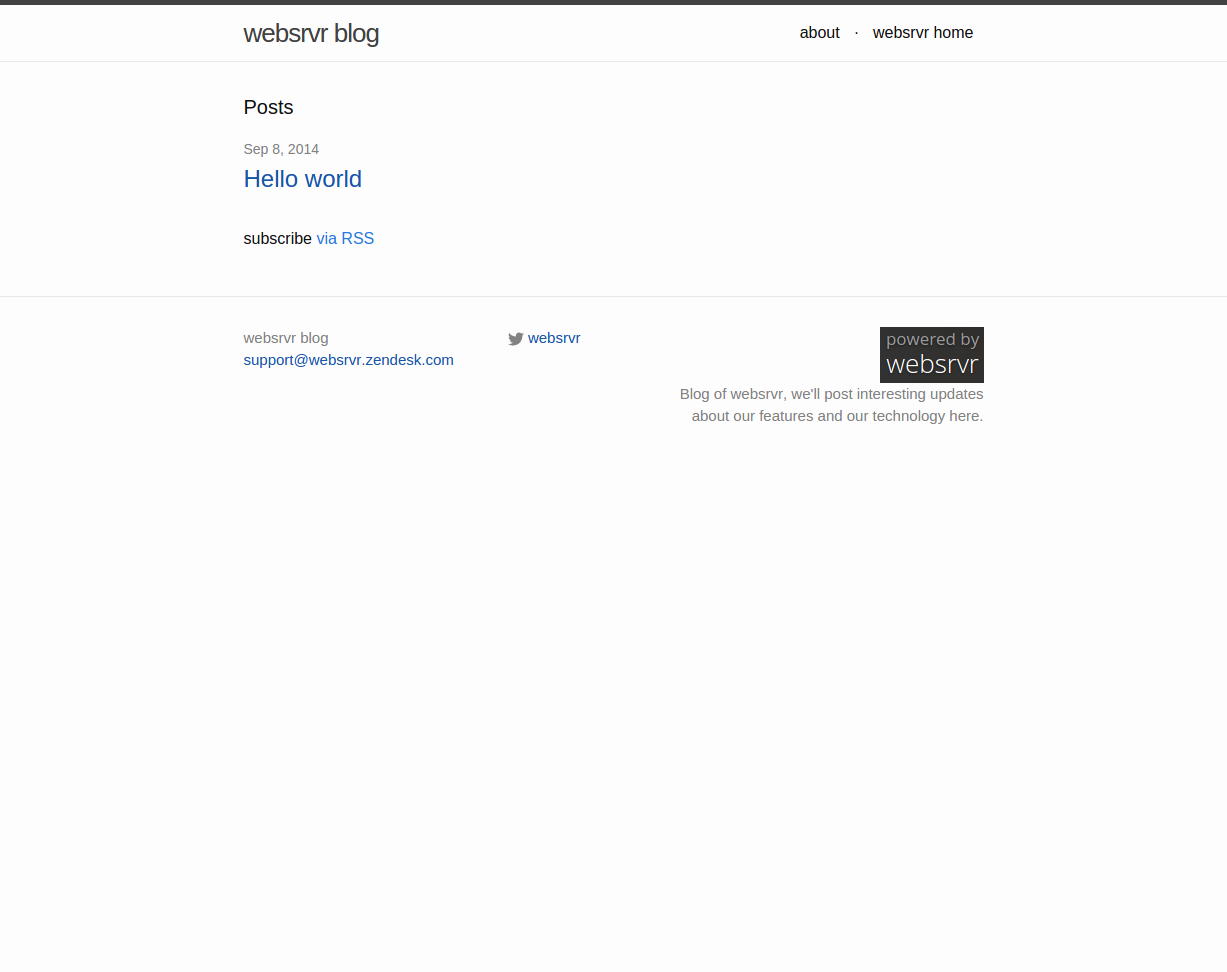 websrvr blog
about · websrvr home
Posts
Sep 8, 2014
Hello world
subscribe via RSS
websrvr blog
support@websrvr.zendesk.com
websrvr
powered by
websrvr
Blog of websrvr, we'll post interesting updates
about our features and our technology here.